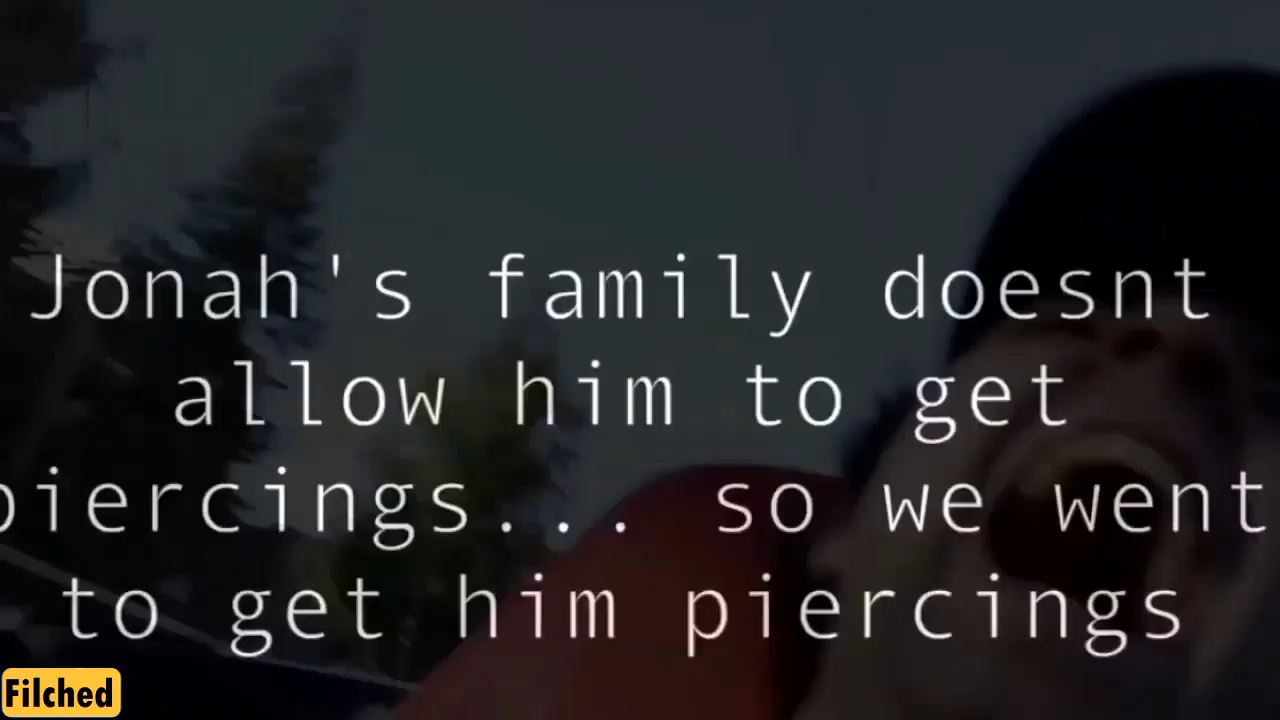 Jonah's family doesnt
allow him to get
piercings... so we went
to get him piercings
Filched